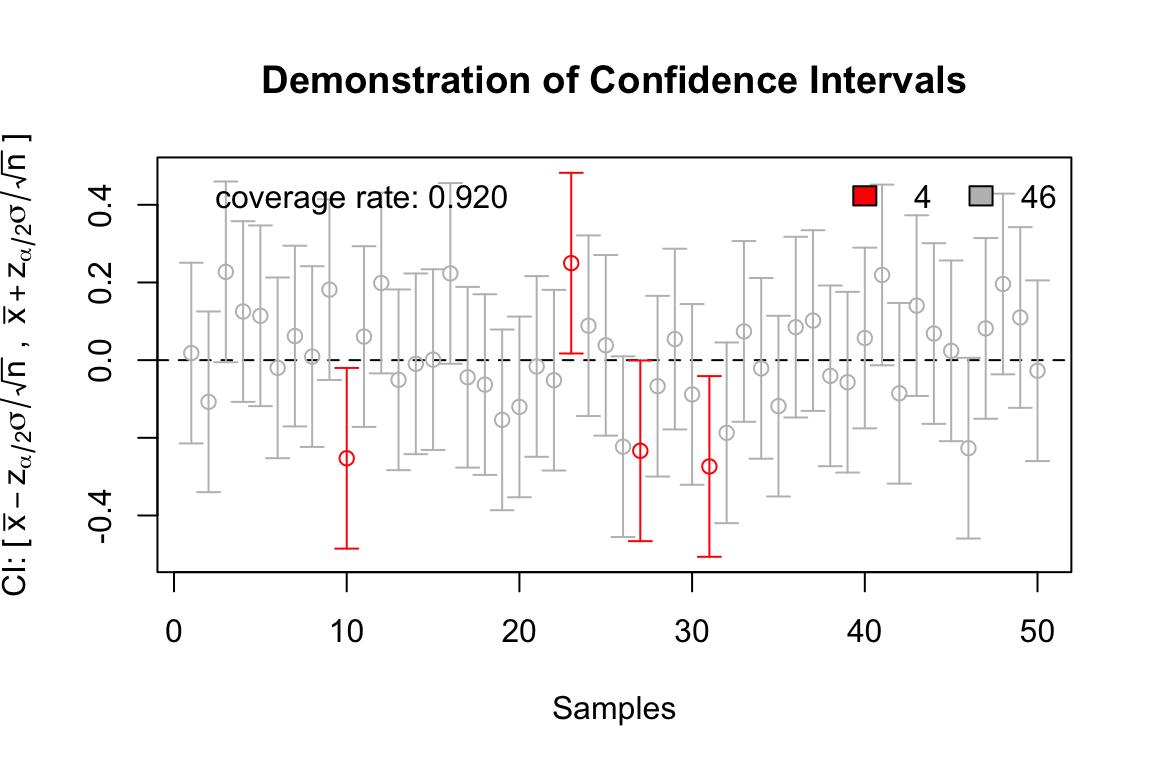 Demonstration of Confidence Intervals
CI: [ x̅ − z_{α/2}σ/√n , x̅ + z_{α/2}σ/√n ]
coverage rate: 0.920
4 46
0.4
0.2
0.0
-0.4
0 10 20 30 40 50
Samples